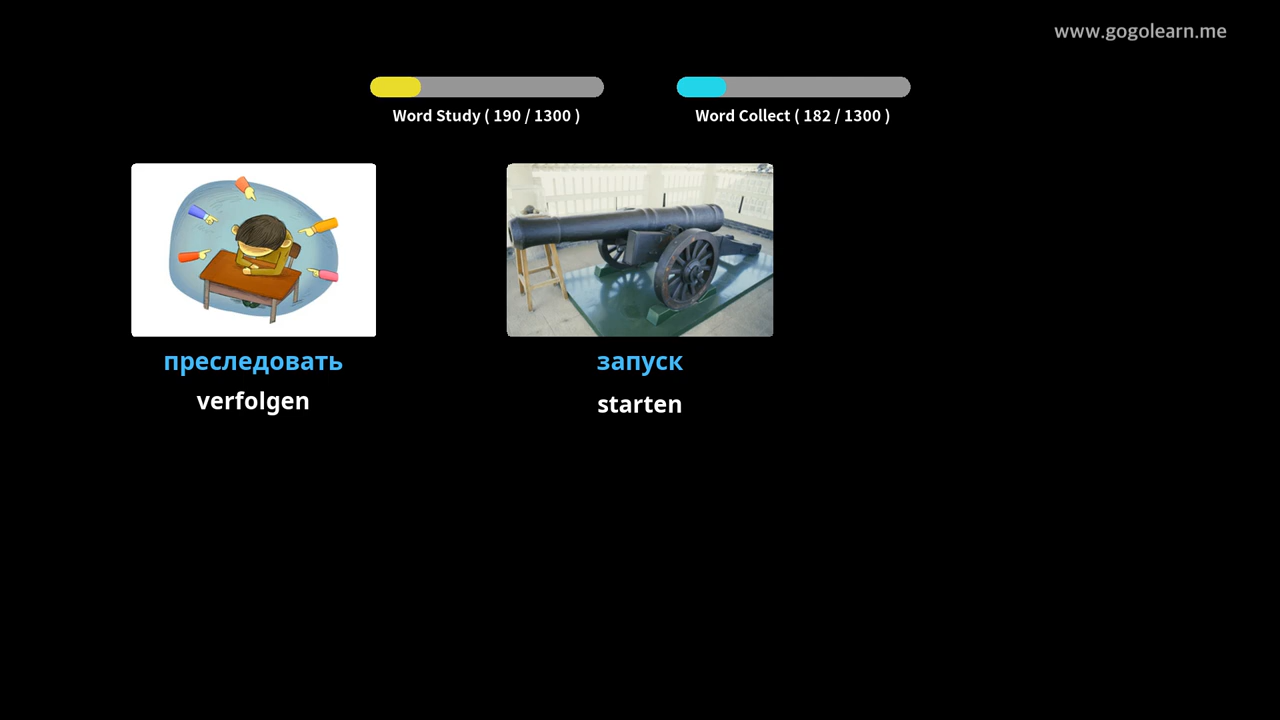 www.gogolearn.me
Word Study ( 190 / 1300 )
Word Collect ( 182 / 1300 )
преследовать
verfolgen
запуск
starten